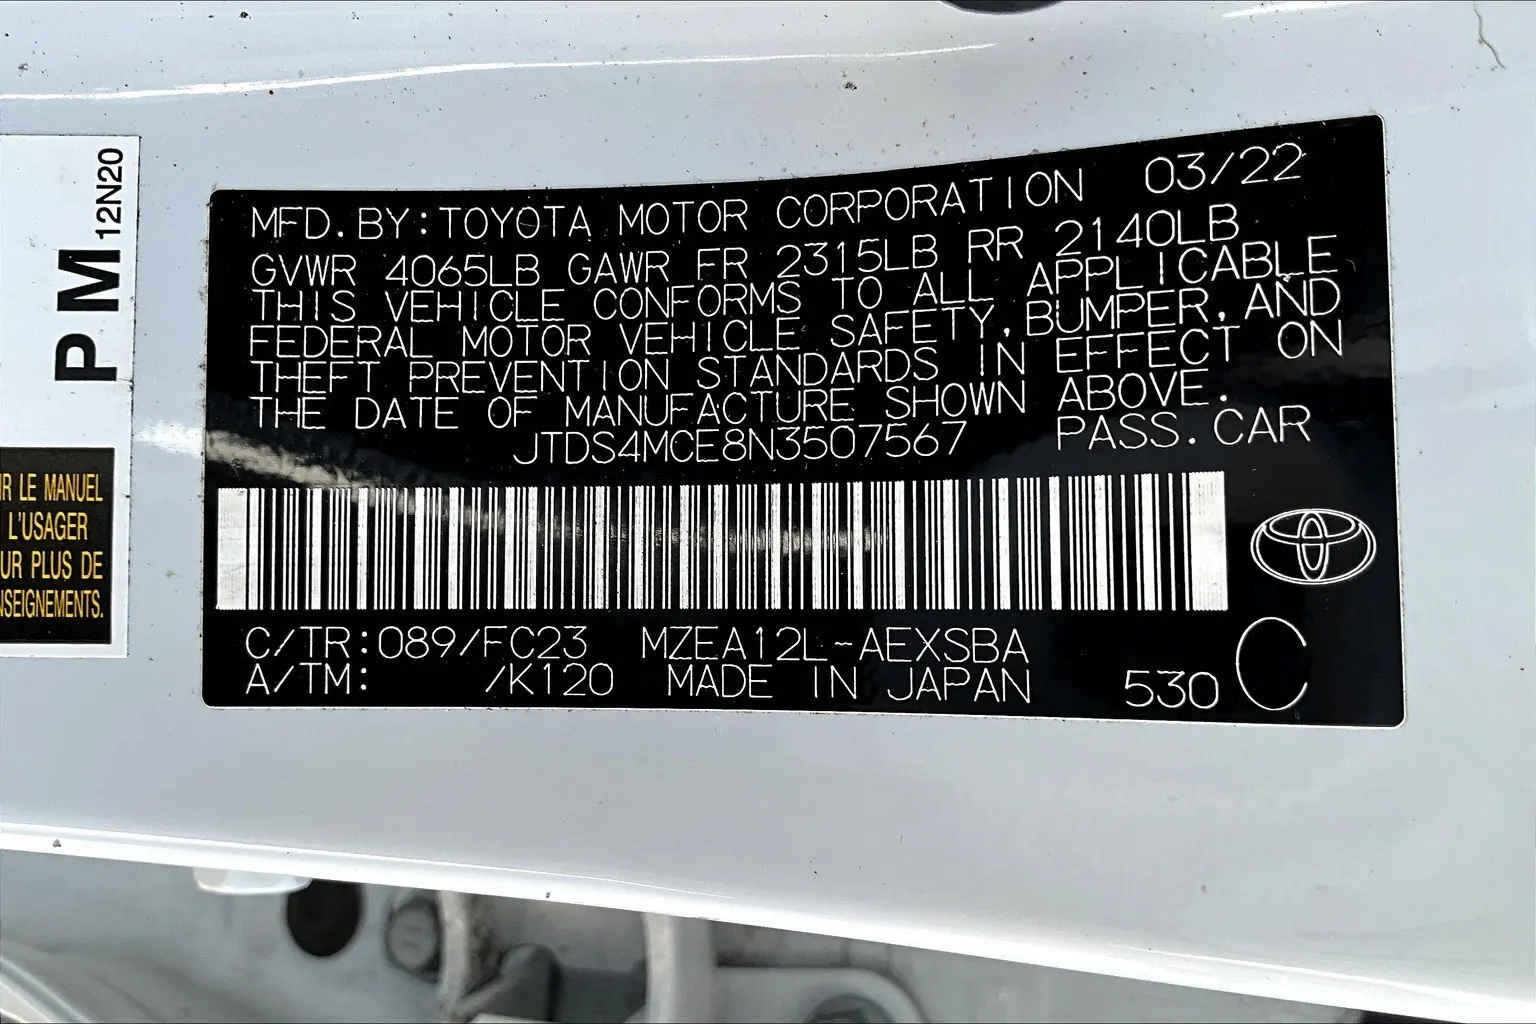 PM 12N20
R LE MANUEL
L'USAGER
UR PLUS DE
NSEIGNEMENTS.
MFD. BY: TOYOTA MOTOR CORPORATION 03/22
GVWR 4065LB GAWR FR 2315LB RR 2140LB
THIS VEHICLE CONFORMS TO ALL APPLICABLE
FEDERAL MOTOR VEHICLE SAFETY, BUMPER, AND
THEFT PREVENTION STANDARDS IN EFFECT ON
THE DATE OF MANUFACTURE SHOWN ABOVE.
JTDS4MCE8N3507567 PASS. CAR
C/TR: 089/FC23 MZEA12L-AEXSBA
A/TM: /K120 MADE IN JAPAN 530 C